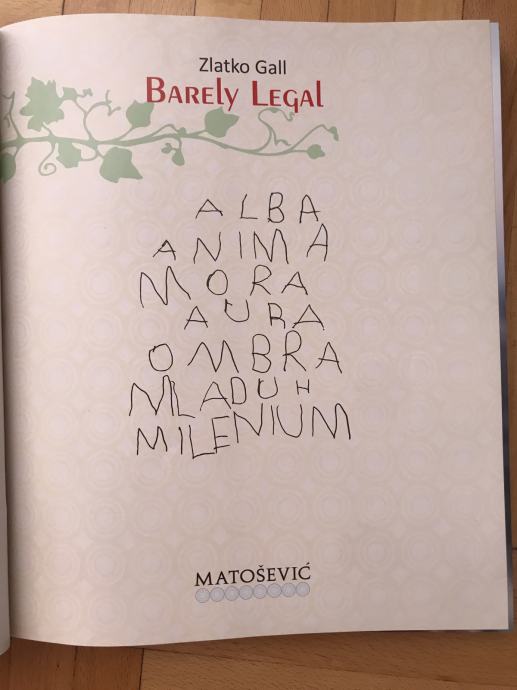 Zlatko Gall
BARELY LEGAL
ALBA
ANIMA
MORA
AURA
OMBRA
MLADUH
MILENIUM
MATOŠEVIĆ